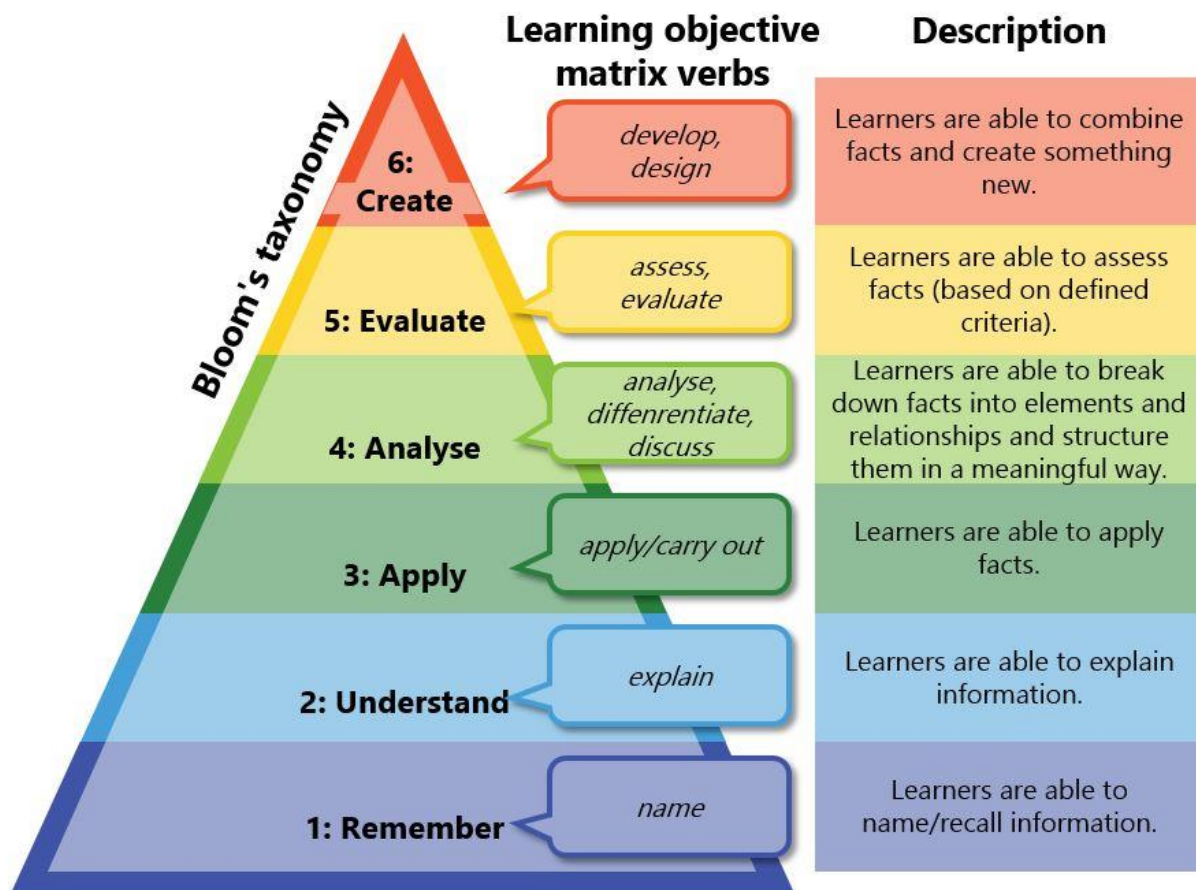 Learning objective
matrix verbs
Description
Bloom's taxonomy
6:
Create
develop,
design
Learners are able to combine
facts and create something
new.
5: Evaluate
assess,
evaluate
Learners are able to assess
facts (based on defined
criteria).
4: Analyse
analyse,
diffenrentiate,
discuss
Learners are able to break
down facts into elements and
relationships and structure
them in a meaningful way.
3: Apply
apply/carry out
Learners are able to apply
facts.
2: Understand
explain
Learners are able to explain
information.
1: Remember
name
Learners are able to
name/recall information.